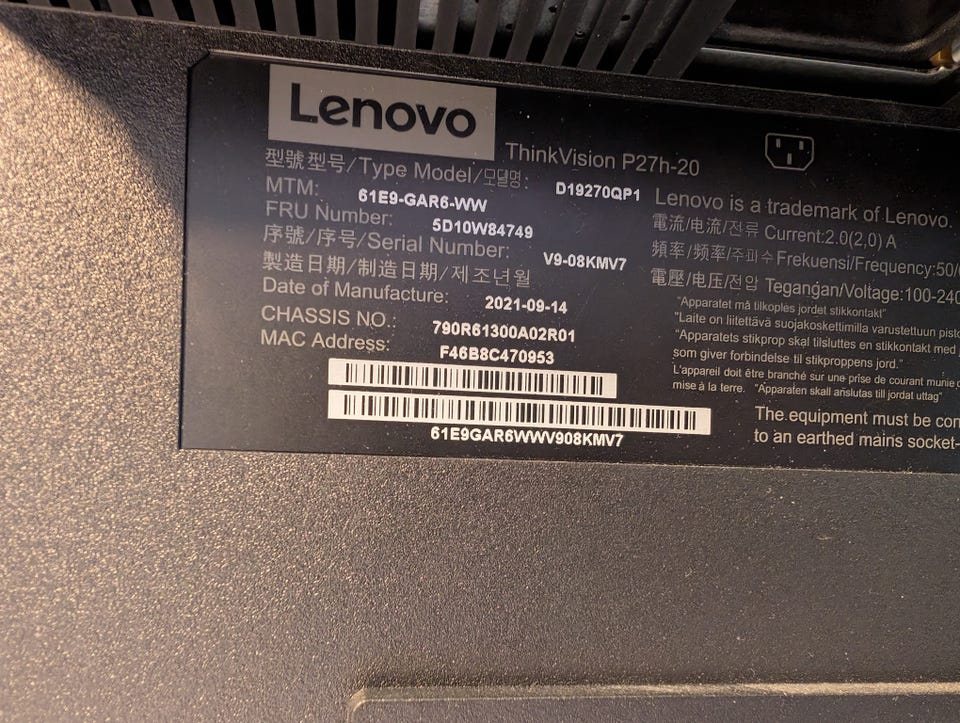 Lenovo
ThinkVision P27h-20
型號型号/Type Model/모델명: D19270QP1
MTM: 61E9-GAR6-WW
FRU Number: 5D10W84749
序號/序号/Serial Number: V9-08KMV7
製造日期/制造日期/제조년월
Date of Manufacture: 2021-09-14
CHASSIS NO.: 790R61300A02R01
MAC Address: F46B8C470953
61E9GAR6WWV908KMV7
Lenovo is a trademark of Lenovo.
電流/电流/전류 Current:2.0(2,0) A
頻率/频率/주파수 Frekuensi/Frequency:50/
電壓/电压/전압 Tegangan/Voltage:100-240
"Apparatet må tilkoples jordet stikkontakt"
"Laite on liitettävä suojakoskettimilla varustettuun pisto
"Apparatets stikprop skal tilsluttes en stikkontakt med
som giver forbindelse til stikproppens jord."
L'appareil doit être branché sur une prise de courant munie
mise à la terre. "Apparaten skall anslutas till jordat uttag"
The equipment must be con
to an earthed mains socket-